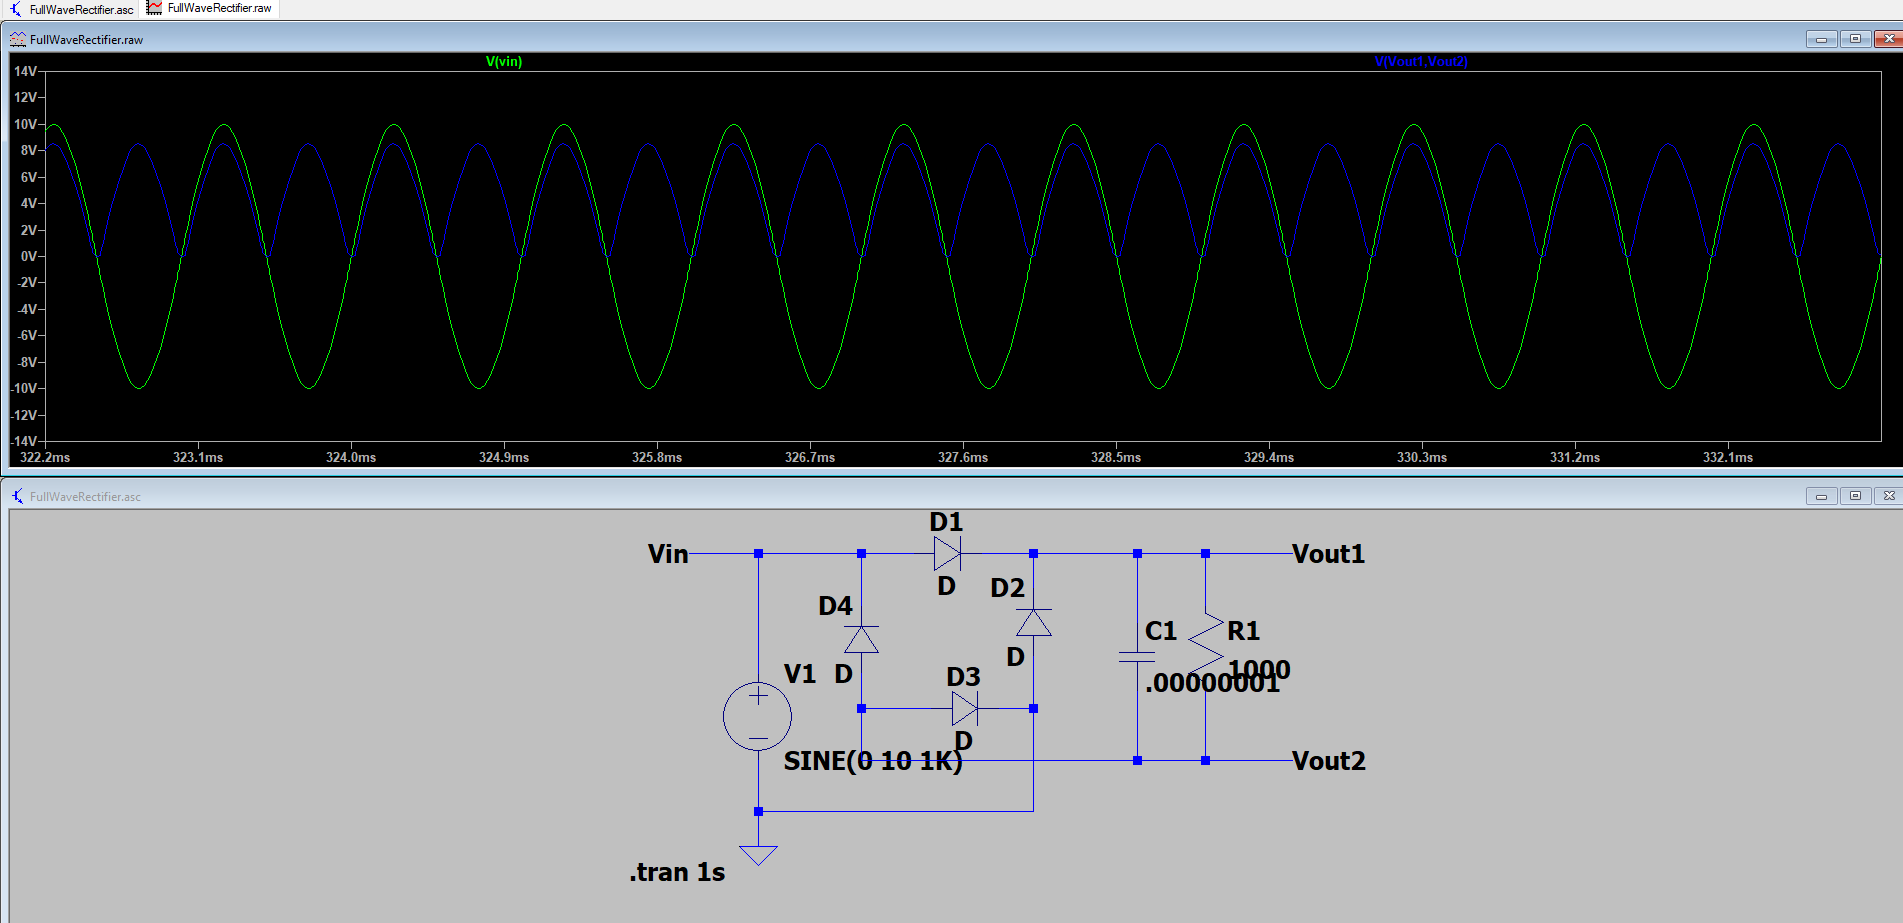 FullWaveRectifier.asc FullWaveRectifier.raw
FullWaveRectifier.raw
V(vin) V(Vout1,Vout2)
14V
12V
10V
8V
6V
4V
2V
0V
-2V
-4V
-6V
-8V
-10V
-12V
-14V
322.2ms 323.1ms 324.0ms 324.9ms 325.8ms 326.7ms 327.6ms 328.5ms 329.4ms 330.3ms 331.2ms 332.1ms
FullWaveRectifier.asc
D1
Vin Vout1
D D2
D4
C1 R1
D
V1 D D3 1000
.00000001
D
SINE(0 10 1K) Vout2
.tran 1s